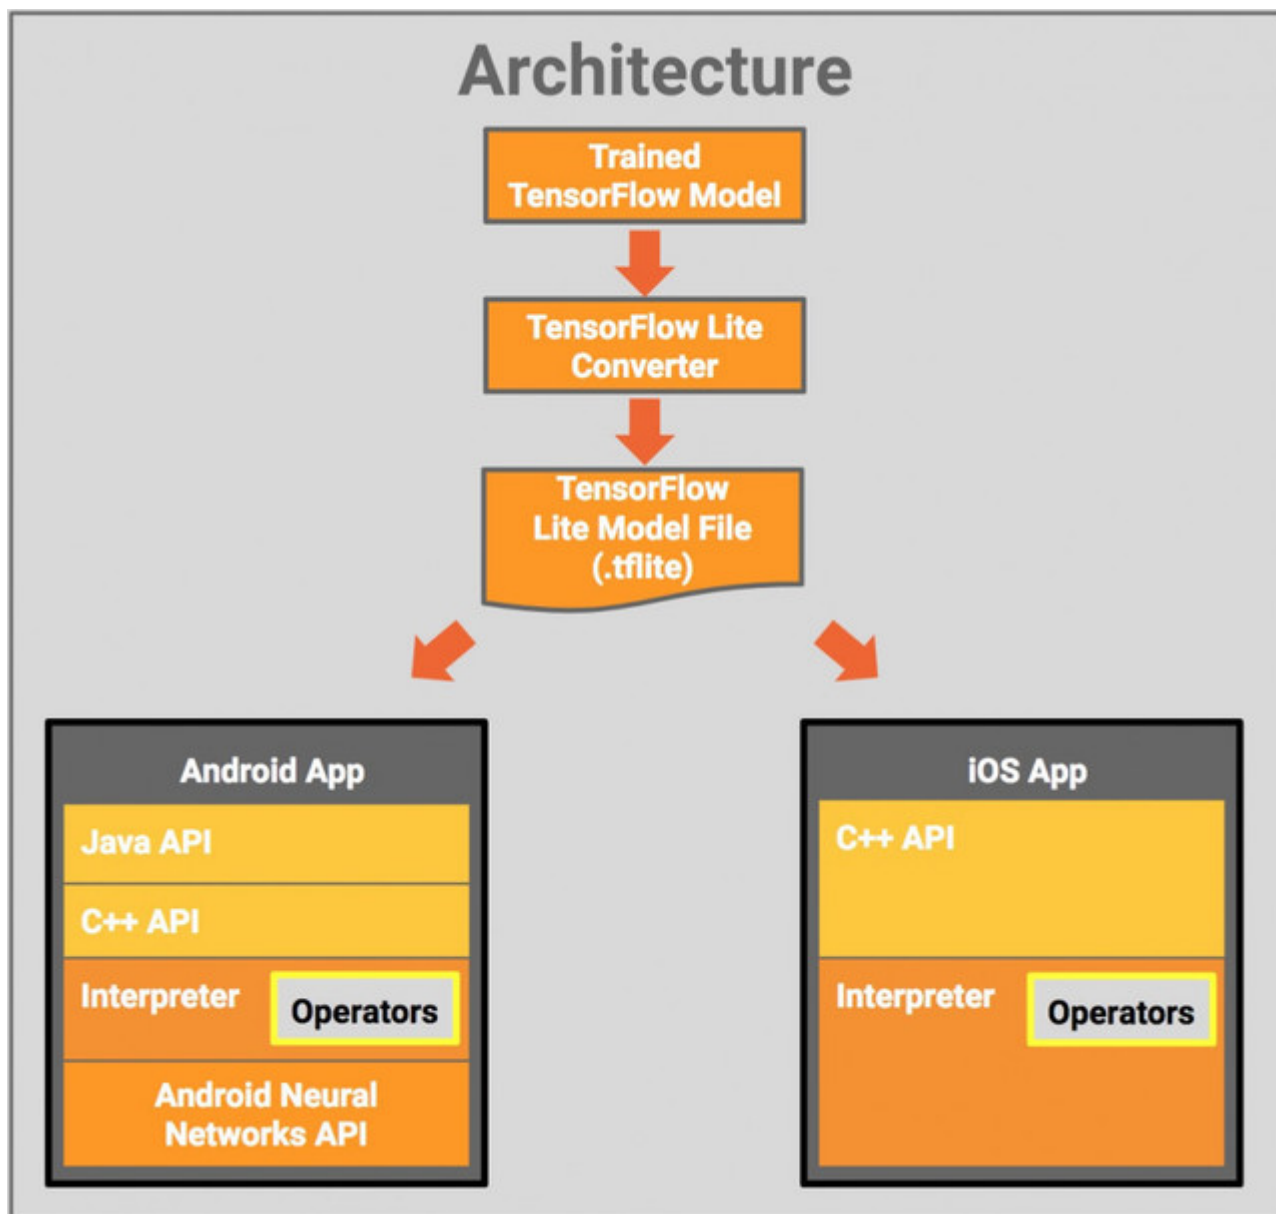 Architecture
Trained
TensorFlow Model
TensorFlow Lite
Converter
TensorFlow
Lite Model File
(.tflite)
Android App
Java API
C++ API
Interpreter
Operators
Android Neural
Networks API
iOS App
C++ API
Interpreter
Operators